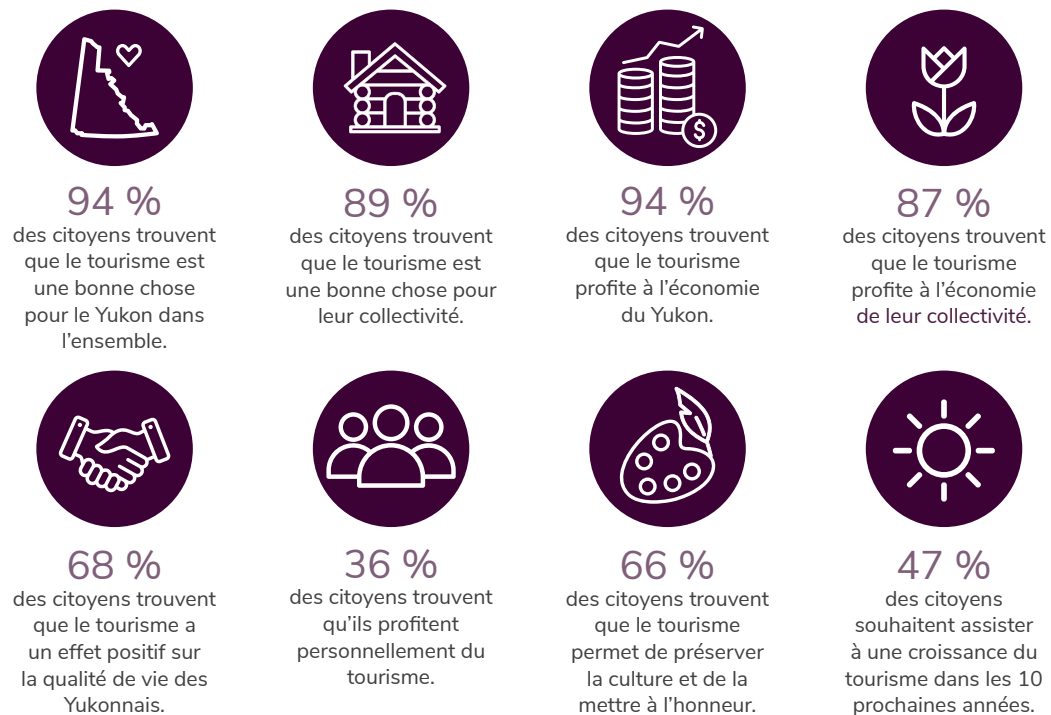 94 %
des citoyens trouvent
que le tourisme est
une bonne chose
pour le Yukon dans
l’ensemble.
89 %
des citoyens trouvent
que le tourisme est
une bonne chose pour
leur collectivité.
94 %
des citoyens trouvent
que le tourisme
profite à l’économie
du Yukon.
87 %
des citoyens trouvent
que le tourisme
profite à l’économie
de leur collectivité.
68 %
des citoyens trouvent
que le tourisme a
un effet positif sur
la qualité de vie des
Yukonnais.
36 %
des citoyens trouvent
qu’ils profitent
personnellement du
tourisme.
66 %
des citoyens trouvent
que le tourisme
permet de préserver
la culture et de la
mettre à l’honneur.
47 %
des citoyens
souhaitent assister
à une croissance du
tourisme dans les 10
prochaines années.